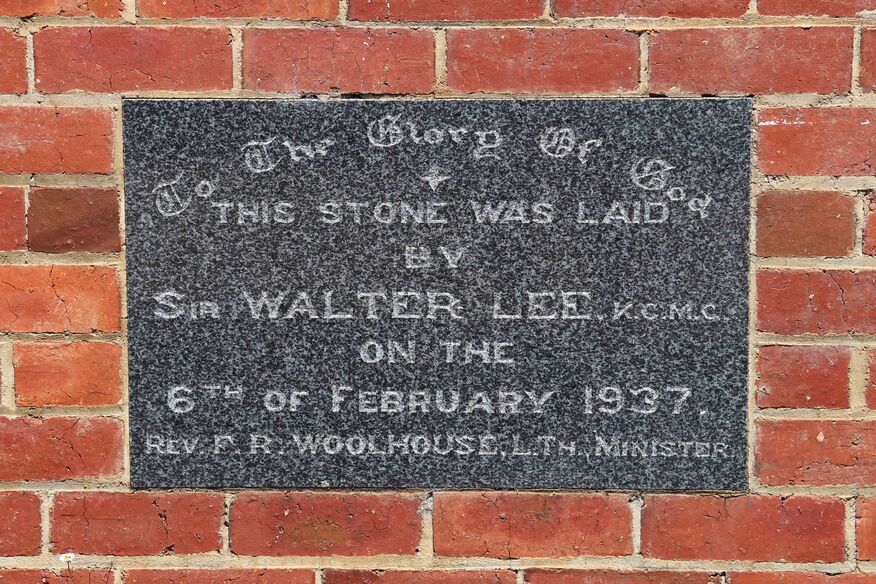 To The Glory Of God
THIS STONE WAS LAID
BY
SIR WALTER LEE. K.C.M.G.
ON THE
6TH OF FEBRUARY 1937.
REV. F. R. WOOLHOUSE, L.TH., MINISTER.